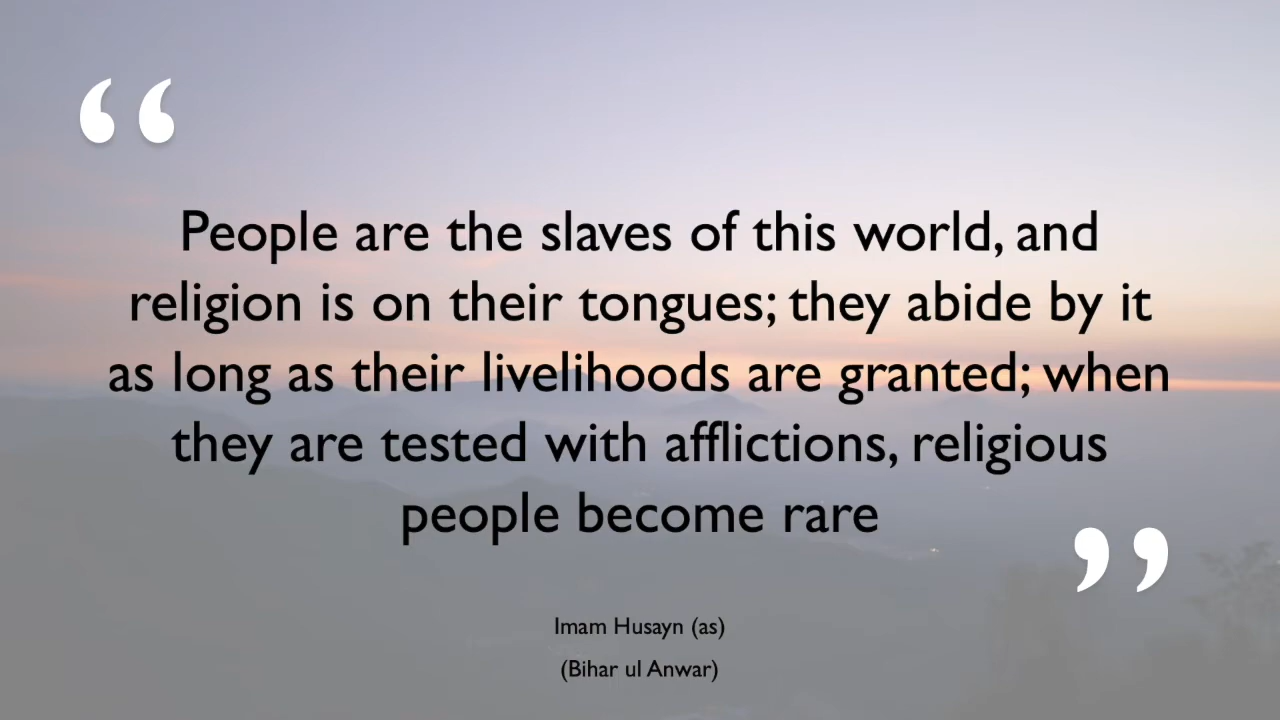 “
People are the slaves of this world, and
religion is on their tongues; they abide by it
as long as their livelihoods are granted; when
they are tested with afflictions, religious
people become rare
”
Imam Husayn (as)
(Bihar ul Anwar)